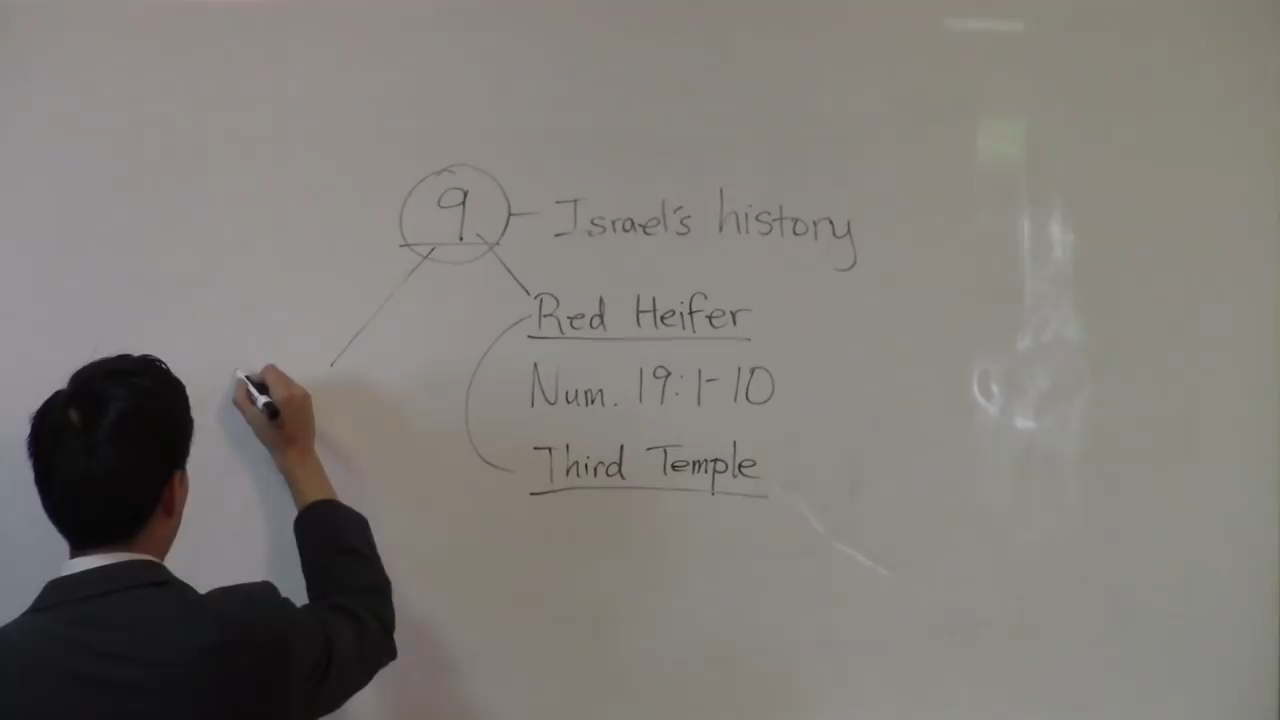 9 - Israel's history
Red Heifer
Num. 19:1-10
Third Temple